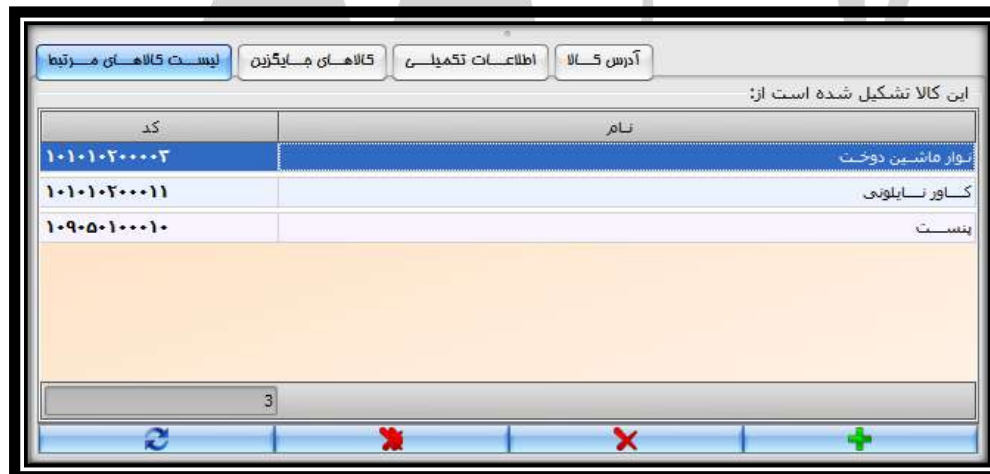 آدرس کالا
اطلاعات تکمیلی
کالاهای جایگزین
لیست کالاهای مرتبط
این کالا تشکیل شده است از:
نام کد
نوار ماشین دوخت ۱۰۱۰۱۰۲۰۰۰۰۳
کاور نایلونی ۱۰۱۰۱۰۲۰۰۰۱۱
پنست ۱۰۹۰۵۰۱۰۰۰۱۰
3